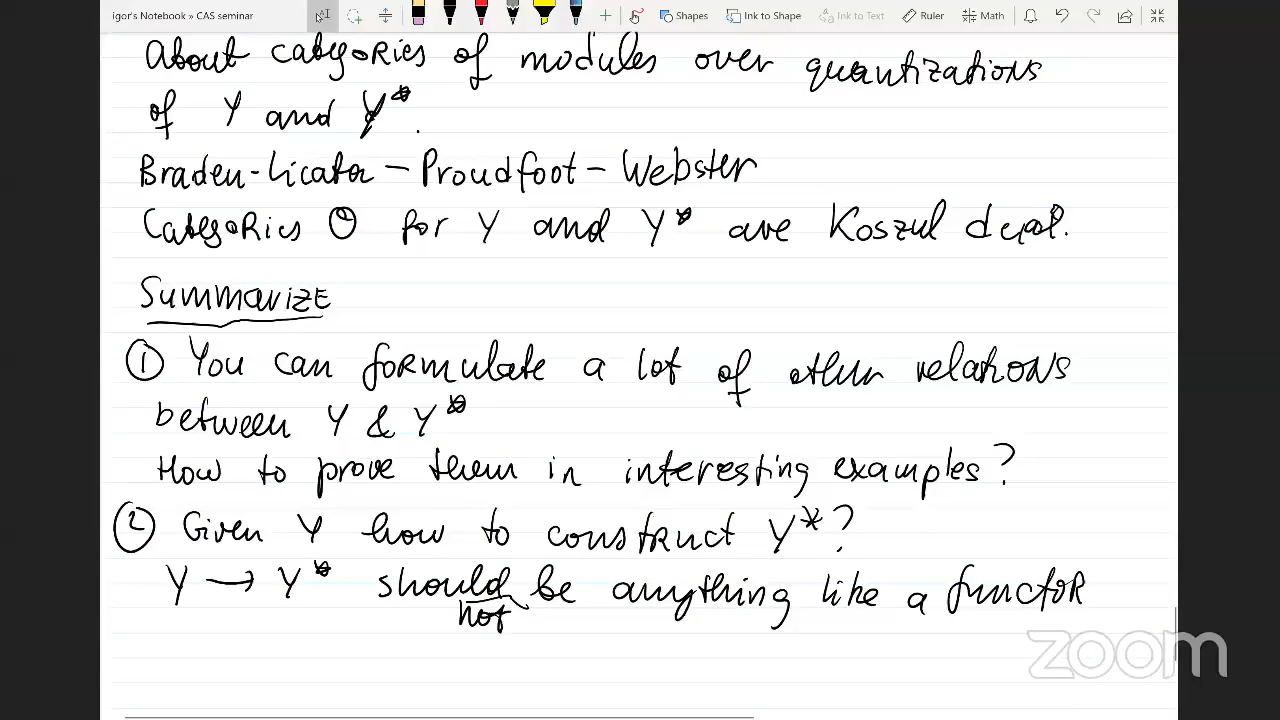 igor's Notebook » CAS seminar
Shapes Ink to Shape Ink to Text Ruler Math
About categories of modules over quantizations
of Y and Y*.
Braden-Licata - Proudfoot - Webster
Categories O for Y and Y* are Koszul dual.
Summarize
① You can formulate a lot of other relations
between Y & Y*
How to prove them in interesting examples?
② Given Y how to construct Y*?
Y → Y* should be anything like a functor
not
zoom